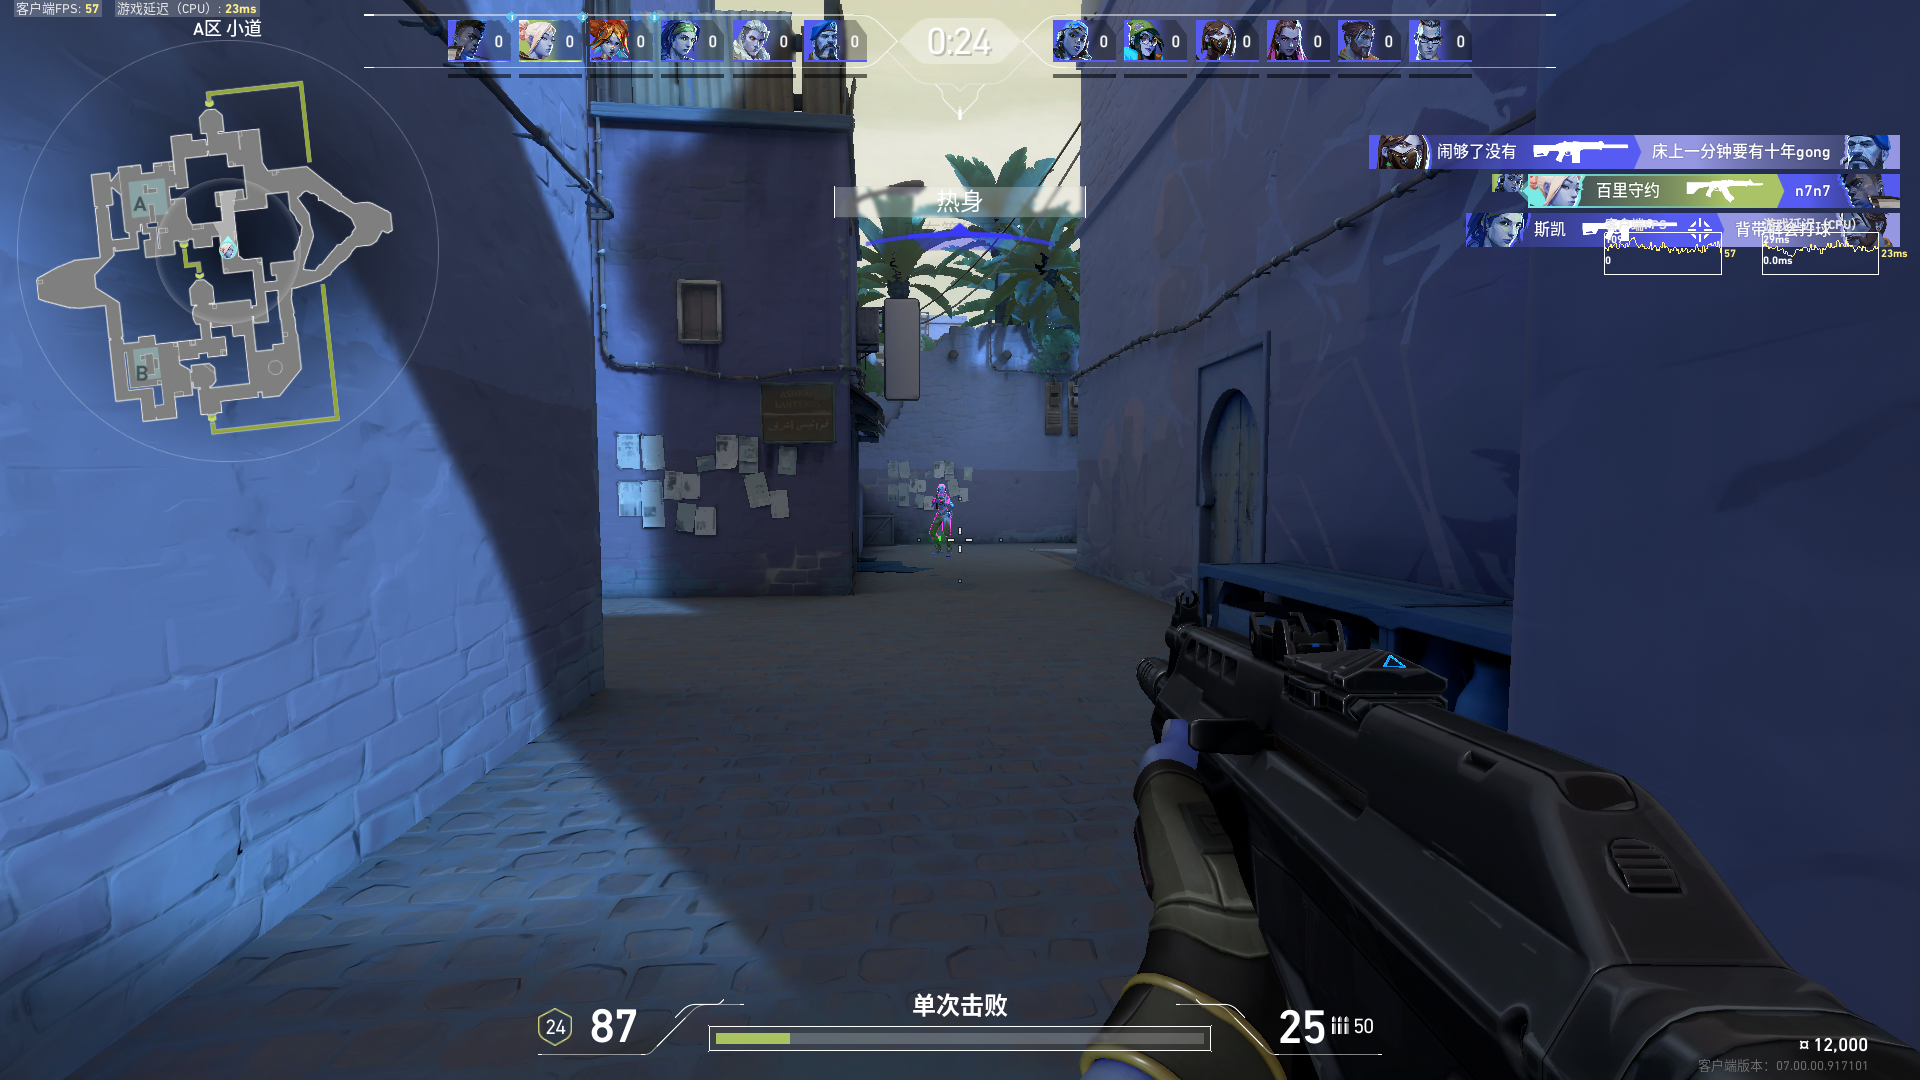 客户端FPS: 57 游戏延迟（CPU）: 23ms
A区 小道
0 0 0 0 0 0 0:24 0 0 0 0 0 0
A
B
热身
闹够了没有 床上一分钟要有十年gong
百里守约 n7n7
斯凯
29ms
0 57
0.0ms 23ms
单次击败
24 87
25 50
¤ 12,000
客户端版本: 07.00.00.917101